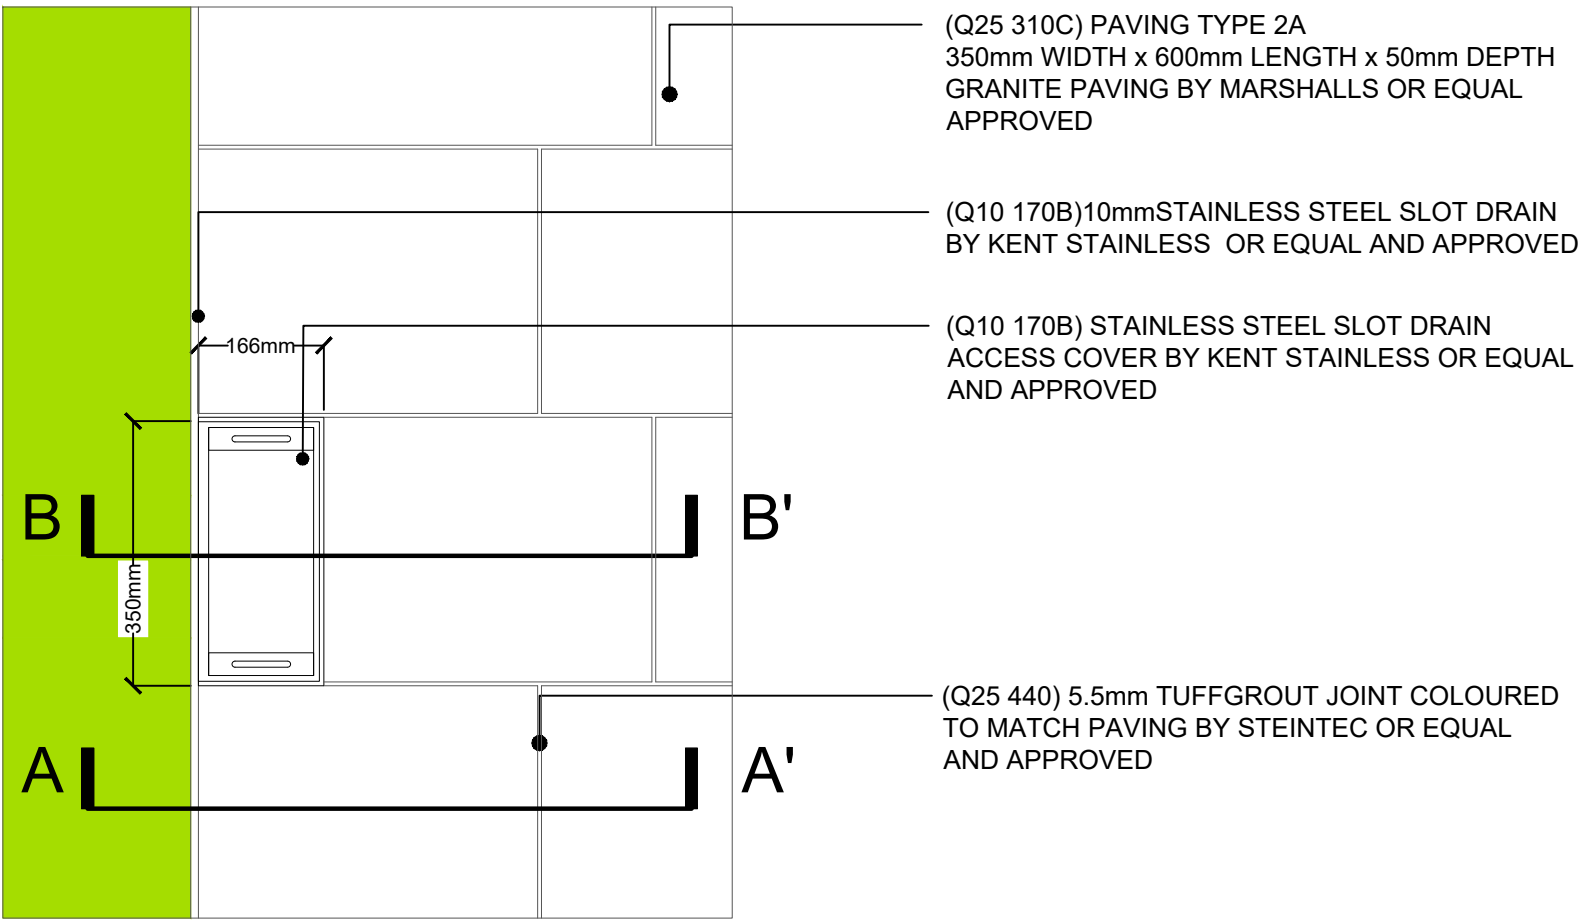 (Q25 310C) PAVING TYPE 2A
350mm WIDTH x 600mm LENGTH x 50mm DEPTH
GRANITE PAVING BY MARSHALLS OR EQUAL
APPROVED
(Q10 170B)10mmSTAINLESS STEEL SLOT DRAIN
BY KENT STAINLESS OR EQUAL AND APPROVED
(Q10 170B) STAINLESS STEEL SLOT DRAIN
ACCESS COVER BY KENT STAINLESS OR EQUAL
AND APPROVED
166mm
B
B'
350mm
(Q25 440) 5.5mm TUFFGROUT JOINT COLOURED
TO MATCH PAVING BY STEINTEC OR EQUAL
AND APPROVED
A
A'